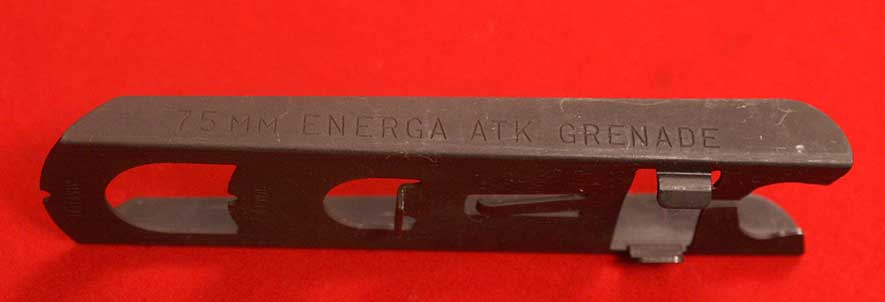 75MM ENERGA ATK GRENADE